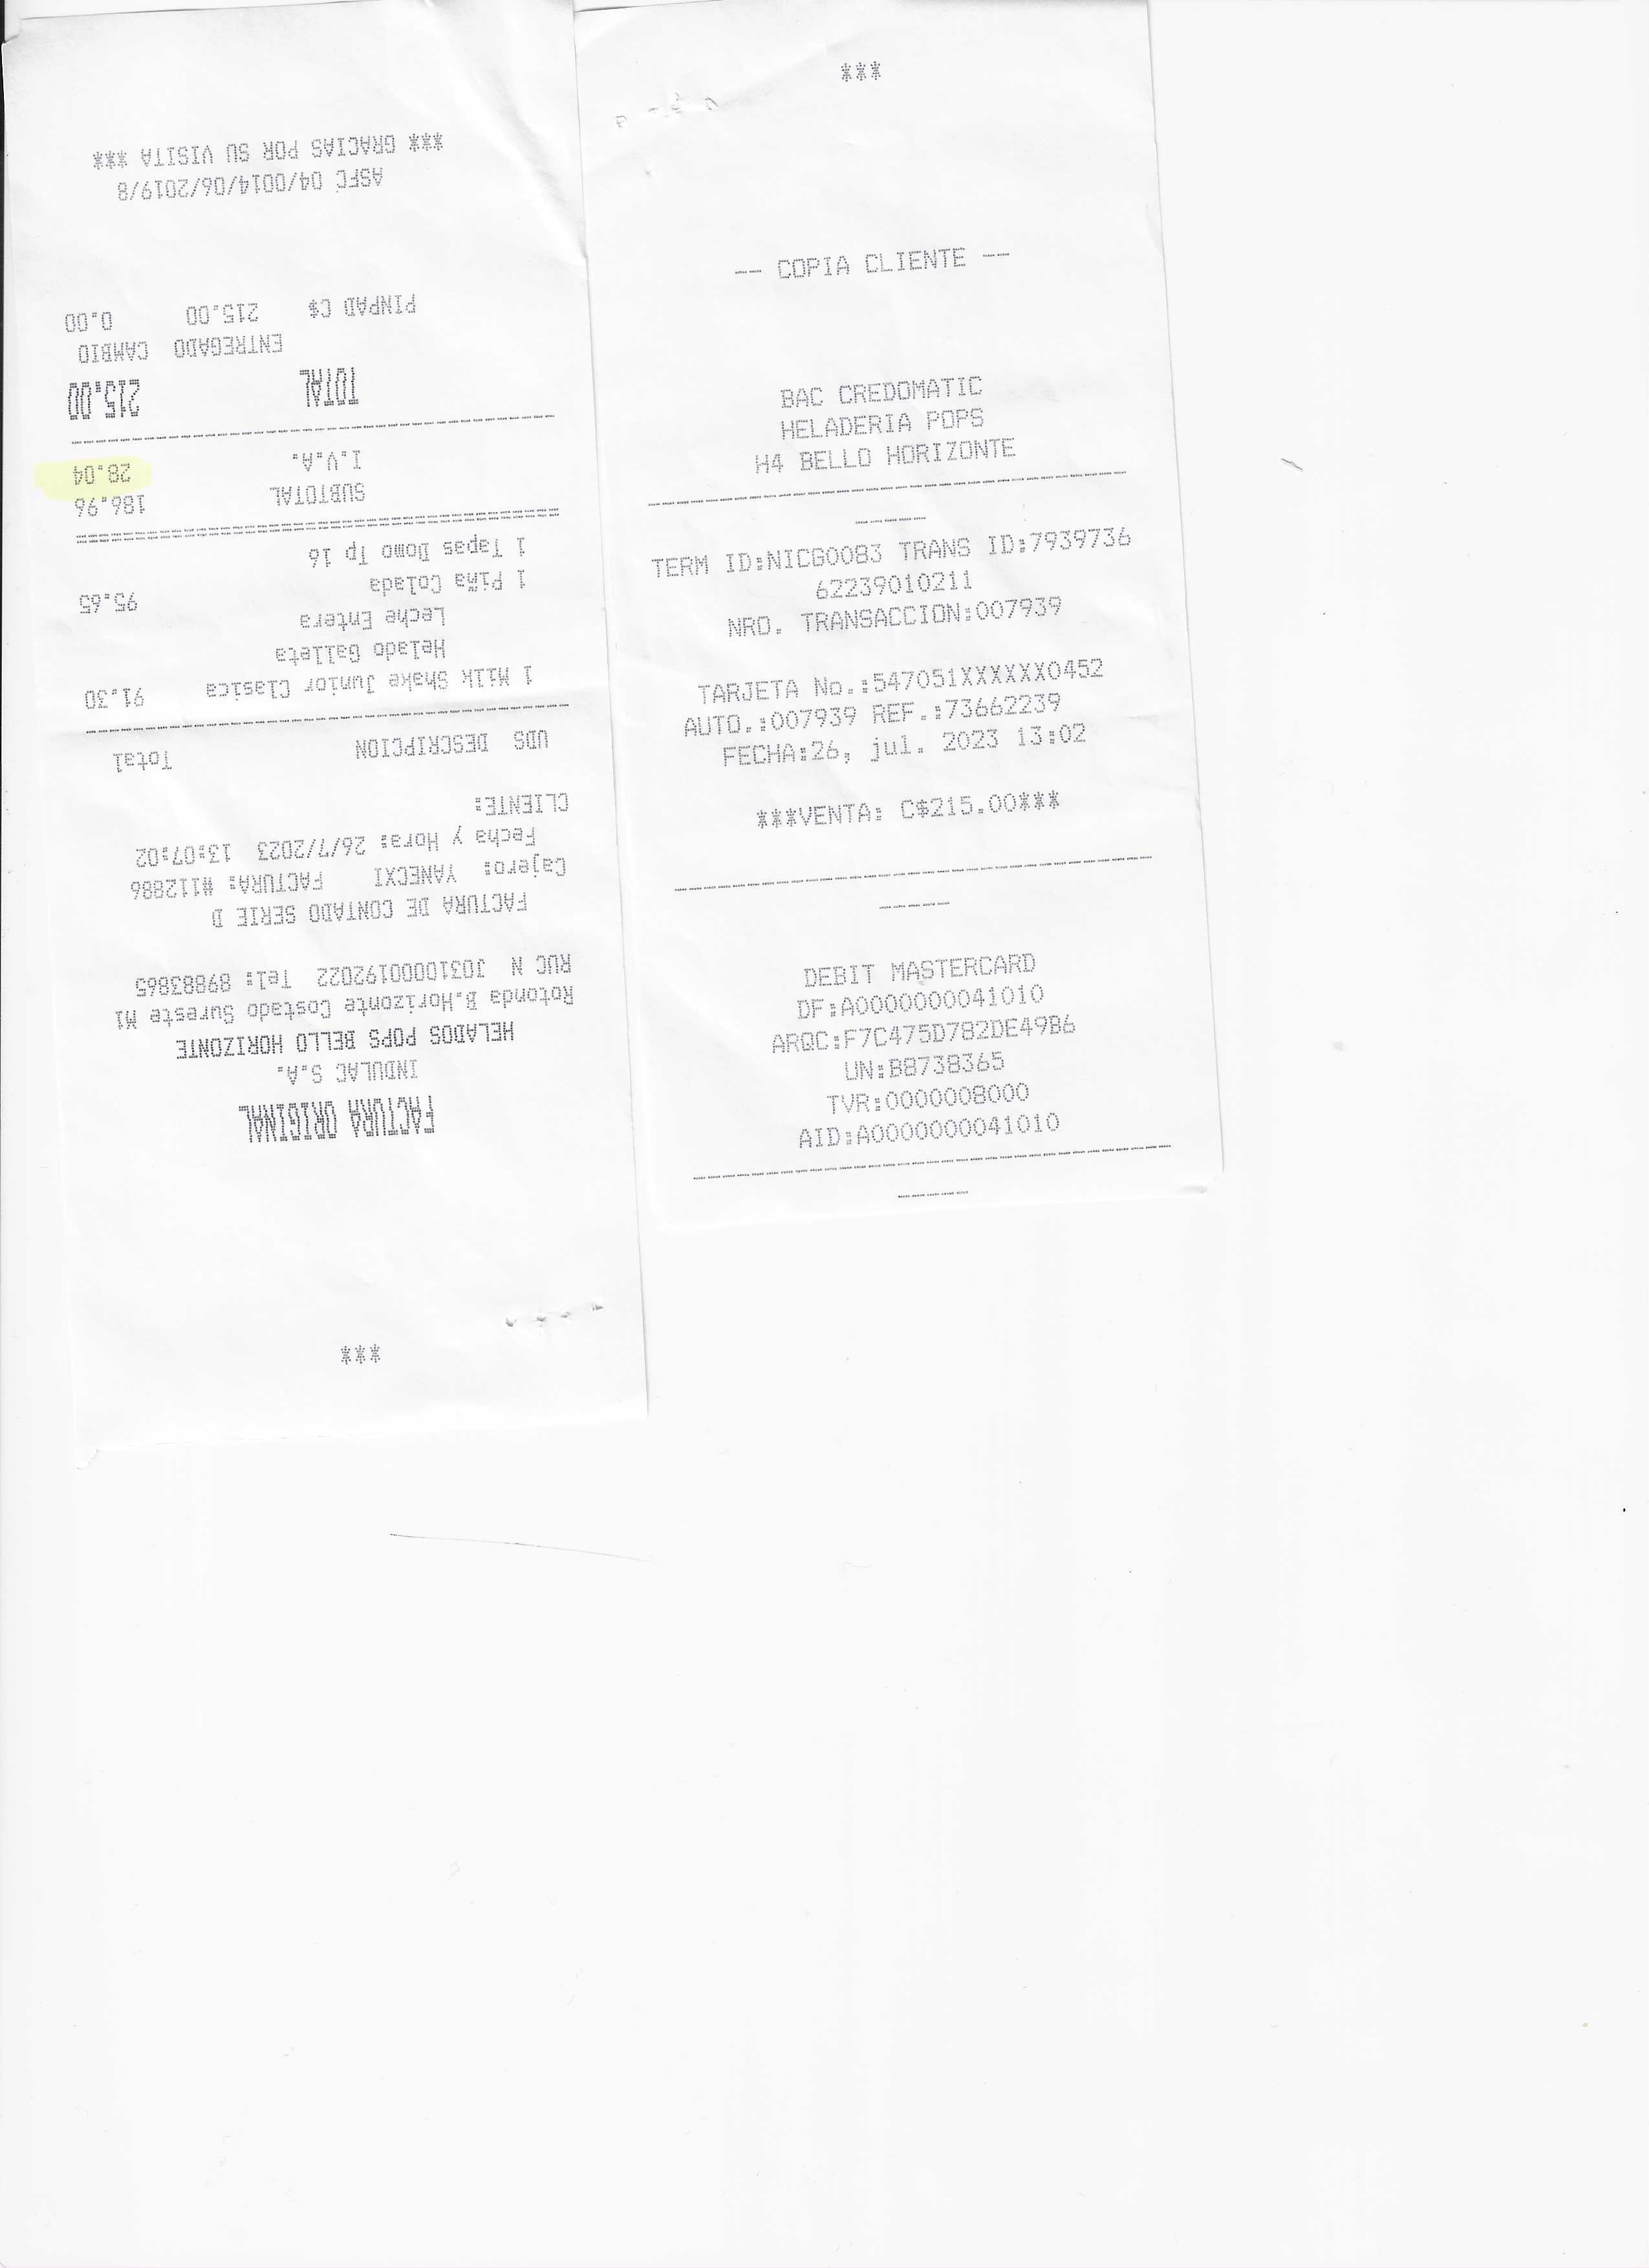 ***
FACTURA ORIGINAL
INDULAC S.A.
HELADOS POPS BELLO HORIZONTE
Rotonda B.Horizonte Costado Sureste M1
RUC N J0310000192022 Tel: 89883865
FACTURA DE CONTADO SERIE D
Cajero: YANECXI FACTURA: #112886
Fecha y Hora: 26/7/2023 13:07:02
CLIENTE:
UDS DESCRIPCION Total
1 Milk Shake Junior Clasica 91.30
Helado Galleta
Leche Entera
1 Piña Colada 95.65
1 Tapas Domo Tp 16
SUBTOTAL 186.96
I.V.A. 28.04
TOTAL 215.00
ENTREGADO CAMBIO
PINPAD C$ 215.00 0.00
ASFC 04/0014/06/2019/8
*** GRACIAS POR SU VISITA ***
***
-- COPIA CLIENTE --
BAC CREDOMATIC
HELADERIA POPS
H4 BELLO HORIZONTE
TERM ID:NICG0083 TRANS ID:7939736
62239010211
NRO. TRANSACCION:007939
TARJETA No.:547051XXXXXX0452
AUTO.:007939 REF.:73662239
FECHA:26, jul. 2023 13:02
***VENTA: C$215.00***
DEBIT MASTERCARD
DF:A0000000041010
ARQC:F7C475D782DE49B6
UN:B8738365
TVR:0000008000
AID:A0000000041010